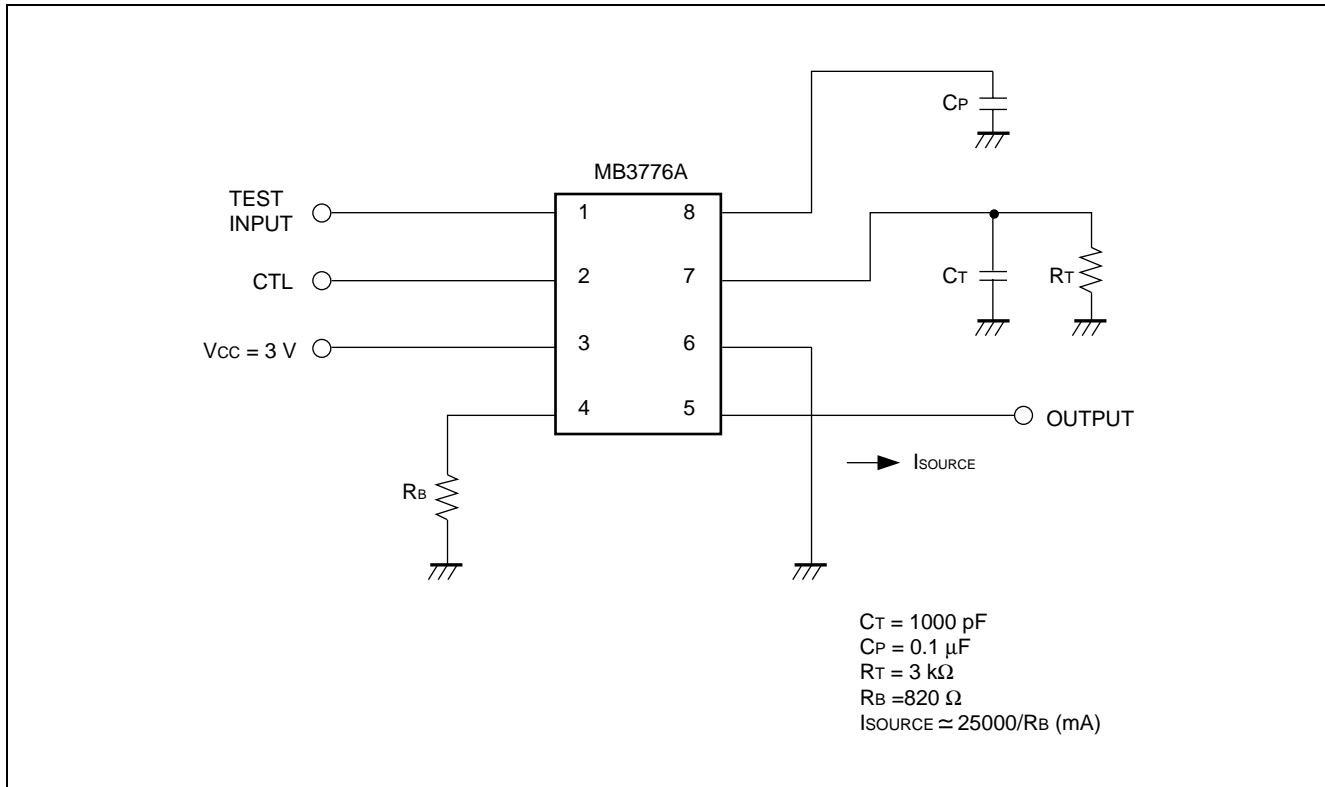 MB3776A
TEST
INPUT
CTL
VCC = 3 V
1
2
3
4
8
7
6
5
CP
CT
RT
OUTPUT
ISOURCE
RB
CT = 1000 pF
CP = 0.1 μF
RT = 3 kΩ
RB =820 Ω
ISOURCE ≃ 25000/RB (mA)